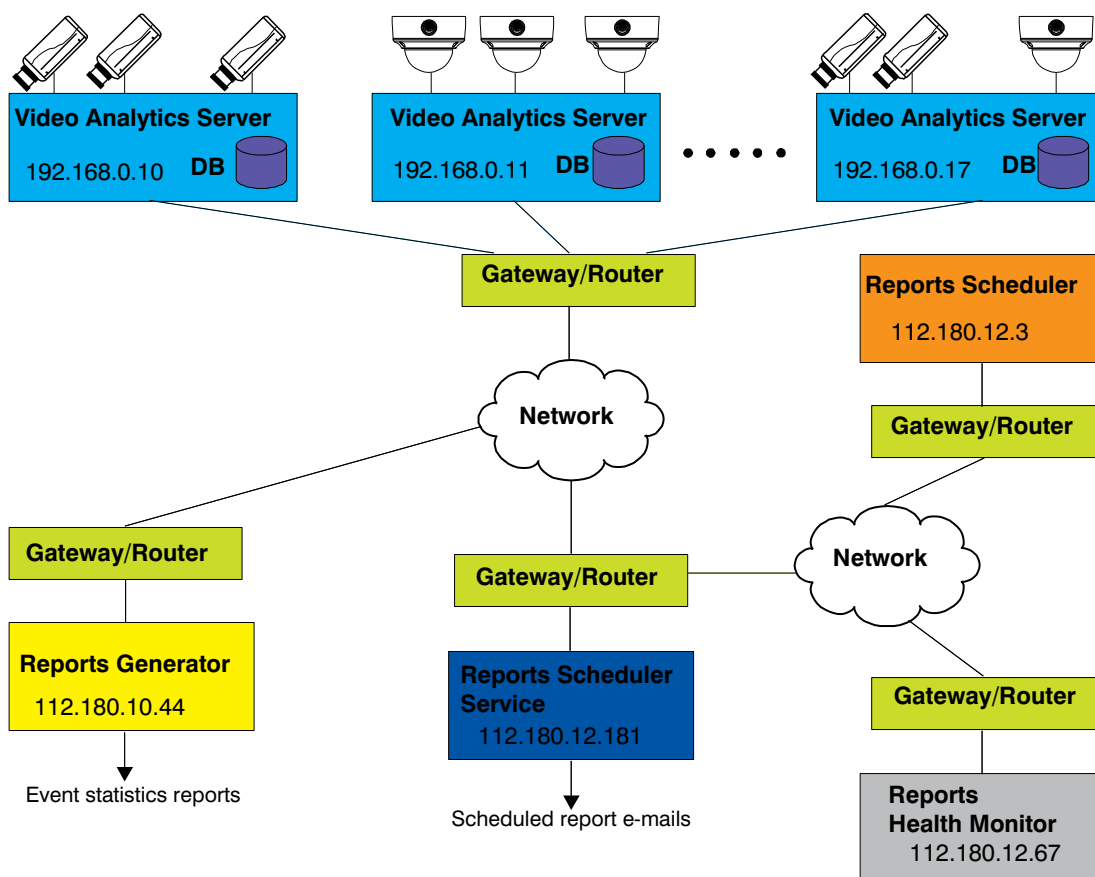 Video Analytics Server
192.168.0.10 DB
Video Analytics Server
192.168.0.11 DB
Video Analytics Server
192.168.0.17 DB
Gateway/Router
Reports Scheduler
112.180.12.3
Network
Gateway/Router
Gateway/Router
Gateway/Router
Network
Reports Generator
112.180.10.44
Reports Scheduler
Service
112.180.12.181
Gateway/Router
Event statistics reports
Scheduled report e-mails
Reports
Health Monitor
112.180.12.67